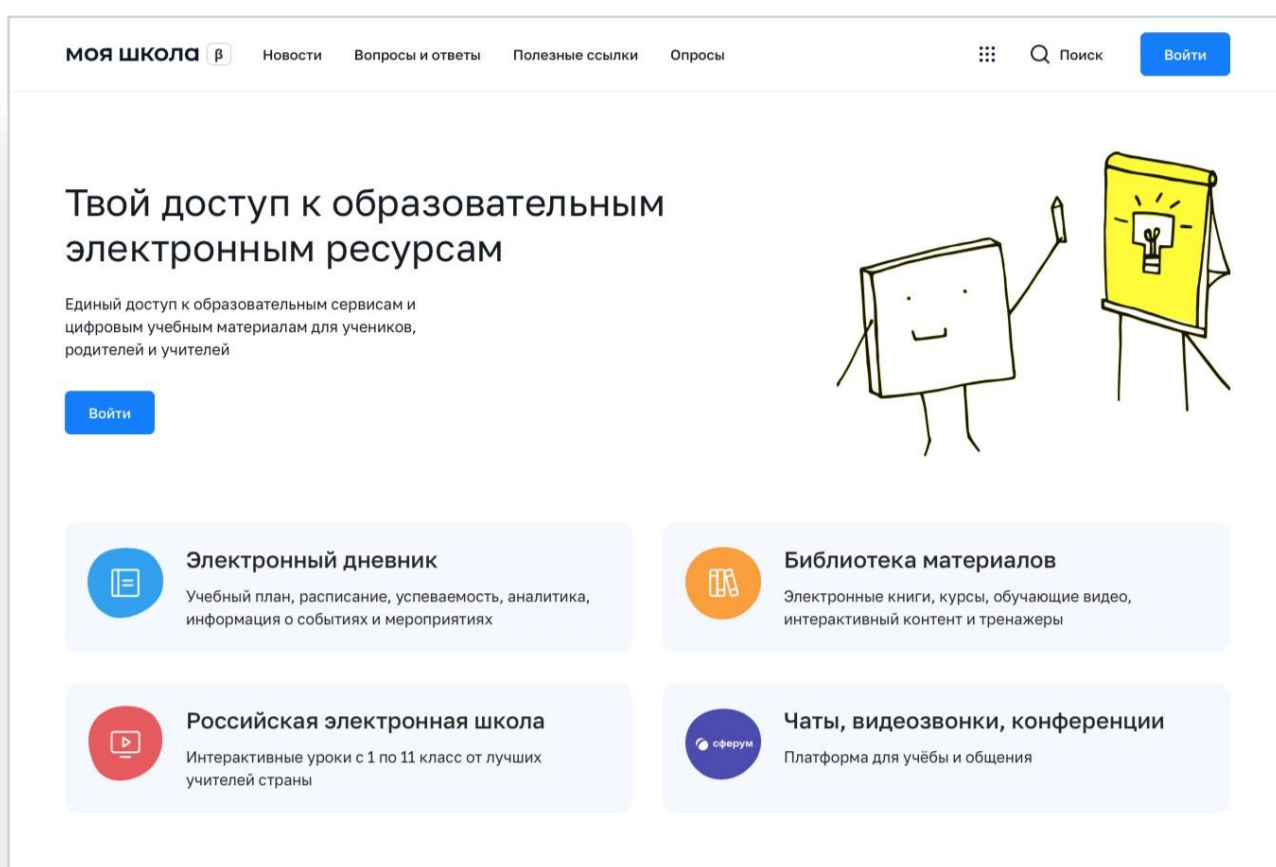 моя школа β Новости Вопросы и ответы Полезные ссылки Опросы Поиск Войти
Твой доступ к образовательным
электронным ресурсам
Единый доступ к образовательным сервисам и
цифровым учебным материалам для учеников,
родителей и учителей
Войти
Электронный дневник
Учебный план, расписание, успеваемость, аналитика,
информация о событиях и мероприятиях
Библиотека материалов
Электронные книги, курсы, обучающие видео,
интерактивный контент и тренажеры
Российская электронная школа
Интерактивные уроки с 1 по 11 класс от лучших
учителей страны
сферум
Чаты, видеозвонки, конференции
Платформа для учёбы и общения